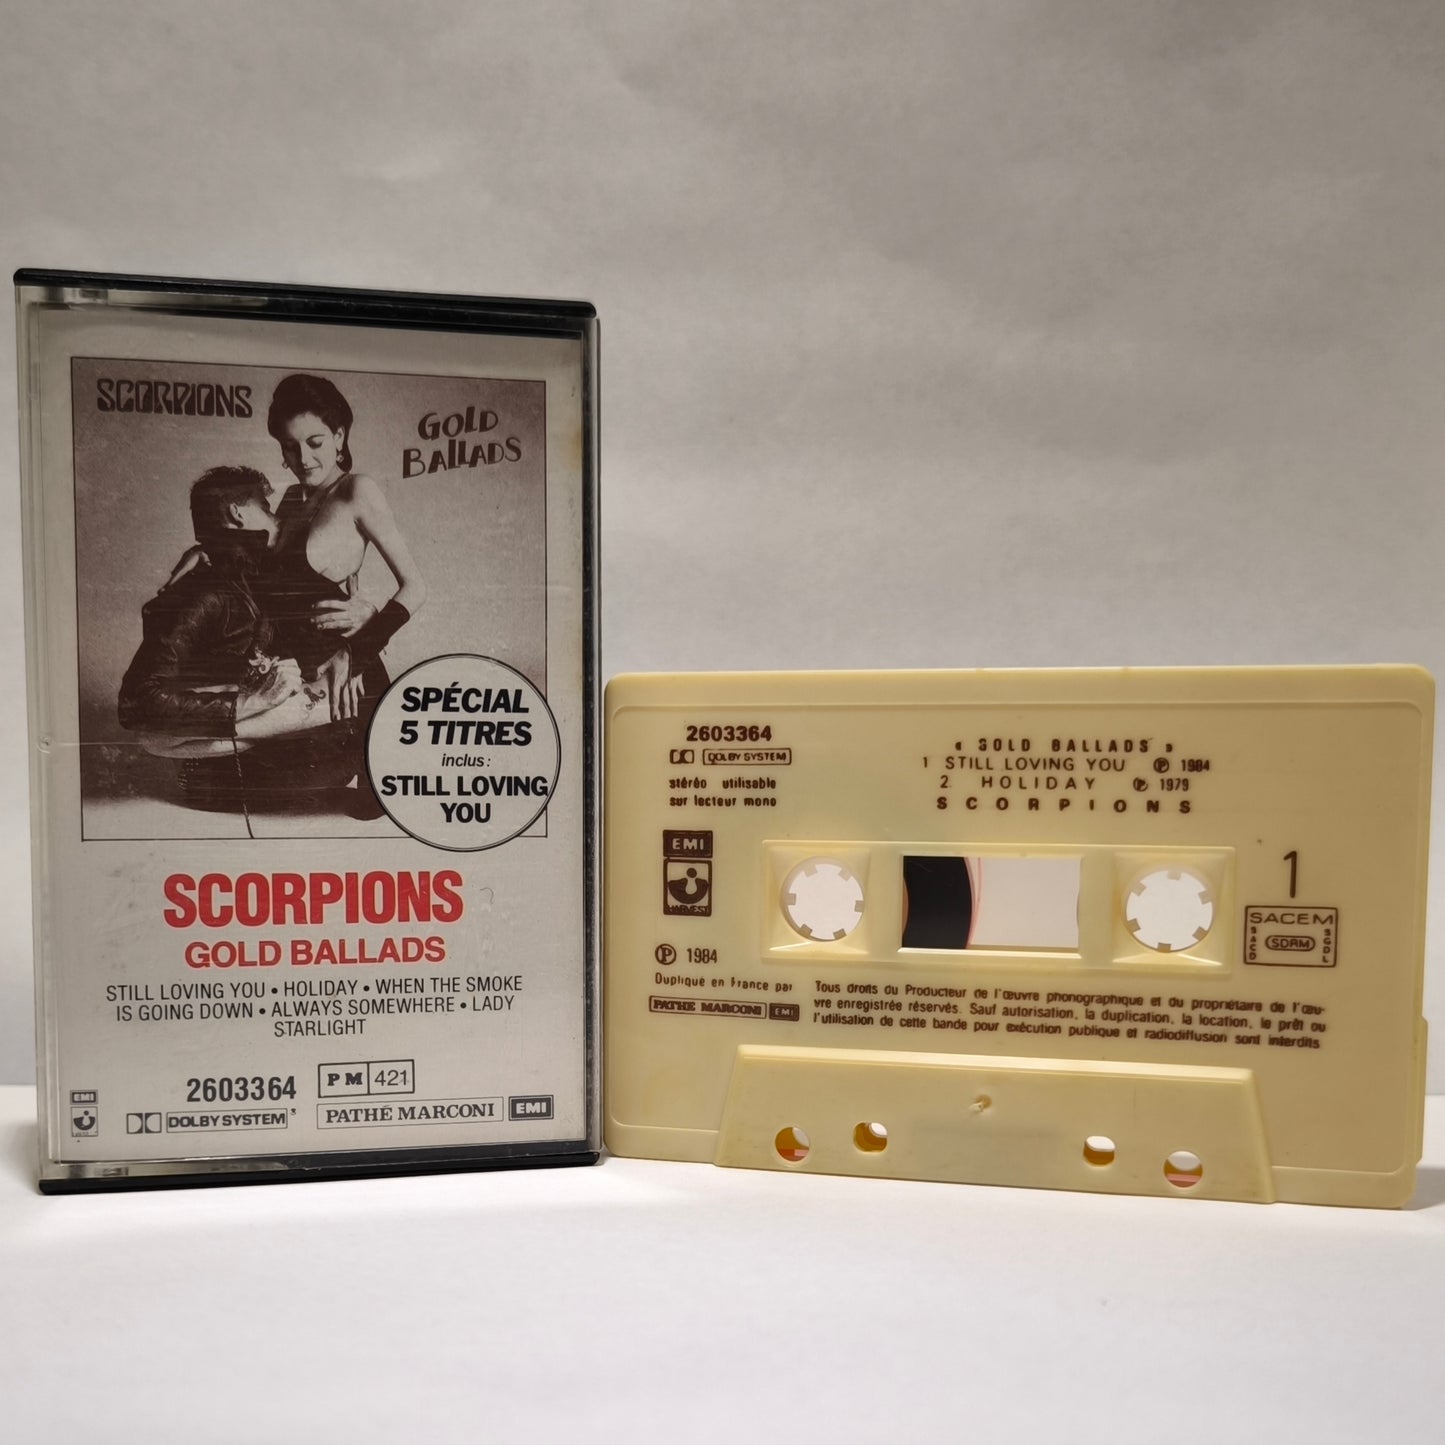 SCORPIONS
GOLD
BALLADS
SPÉCIAL
5 TITRES
inclus:
STILL LOVING
YOU
SCORPIONS
GOLD BALLADS
STILL LOVING YOU • HOLIDAY • WHEN THE SMOKE
IS GOING DOWN • ALWAYS SOMEWHERE • LADY
STARLIGHT
2603364
PM 421
EMI
DOLBY SYSTEM
PATHÉ MARCONI EMI
2603364
DOLBY SYSTEM
stéréo utilisable
sur lecteur mono
« GOLD BALLADS »
1 STILL LOVING YOU Ⓟ 1984
2. HOLIDAY Ⓟ 1979
SCORPIONS
EMI
HARVEST
1
SACEM
SACD
SDRM
SGDL
Ⓟ 1984
Dupliqué en France par
PATHE MARCONI EMI
Tous droits du Producteur de l'œuvre phonographique et du propriétaire de l'œu-
vre enregistrée réservés. Sauf autorisation, la duplication, la location, le prêt ou
l'utilisation de cette bande pour exécution publique et radiodiffusion sont interdits